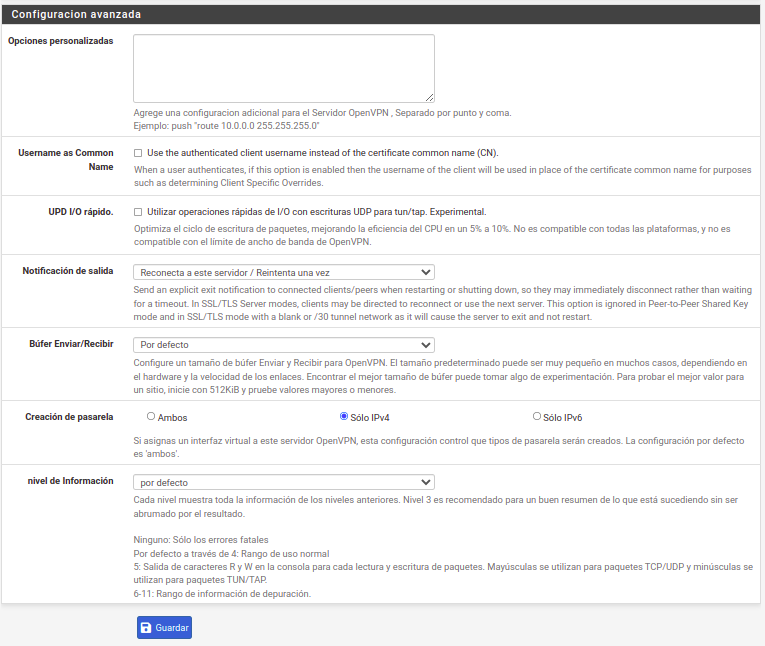 Configuracion avanzada
Opciones personalizadas
Agrege una configuracion adicional para el Servidor OpenVPN , Separado por punto y coma.
Ejemplo: push "route 10.0.0.0 255.255.255.0"
Username as Common
Name
Use the authenticated client username instead of the certificate common name (CN).
When a user authenticates, if this option is enabled then the username of the client will be used in place of the certificate common name for purposes
such as determining Client Specific Overrides.
UPD I/O rápido.
Utilizar operaciones rápidas de I/O con escrituras UDP para tun/tap. Experimental.
Optimiza el ciclo de escritura de paquetes, mejorando la eficiencia del CPU en un 5% a 10%. No es compatible con todas las plataformas, y no es
compatible con el límite de ancho de banda de OpenVPN.
Notificación de salida
Reconecta a este servidor / Reintenta una vez
Send an explicit exit notification to connected clients/peers when restarting or shutting down, so they may immediately disconnect rather than waiting
for a timeout. In SSL/TLS Server modes, clients may be directed to reconnect or use the next server. This option is ignored in Peer-to-Peer Shared Key
mode and in SSL/TLS mode with a blank or /30 tunnel network as it will cause the server to exit and not restart.
Búfer Enviar/Recibir
Por defecto
Configure un tamaño de búfer Enviar y Recibir para OpenVPN. El tamaño predeterminado puede ser muy pequeño en muchos casos, dependiendo en
el hardware y la velocidad de los enlaces. Encontrar el mejor tamaño de búfer puede tomar algo de experimentación. Para probar el mejor valor para
un sitio, inicie con 512KiB y pruebe valores mayores o menores.
Creación de pasarela
Ambos
Sólo IPv4
Sólo IPv6
Si asignas un interfaz virtual a este servidor OpenVPN, esta configuración control que tipos de pasarela serán creados. La configuración por defecto
es 'ambos'.
nivel de Información
por defecto
Cada nivel muestra toda la información de los niveles anteriores. Nivel 3 es recomendado para un buen resumen de lo que está sucediendo sin ser
abrumado por el resultado.
Ninguno: Sólo los errores fatales
Por defecto a través de 4: Rango de uso normal
5: Salida de caracteres R y W en la consola para cada lectura y escritura de paquetes. Mayúsculas se utilizan para paquetes TCP/UDP y minúsculas se
utilizan para paquetes TUN/TAP.
6-11: Rango de información de depuración.
Guardar